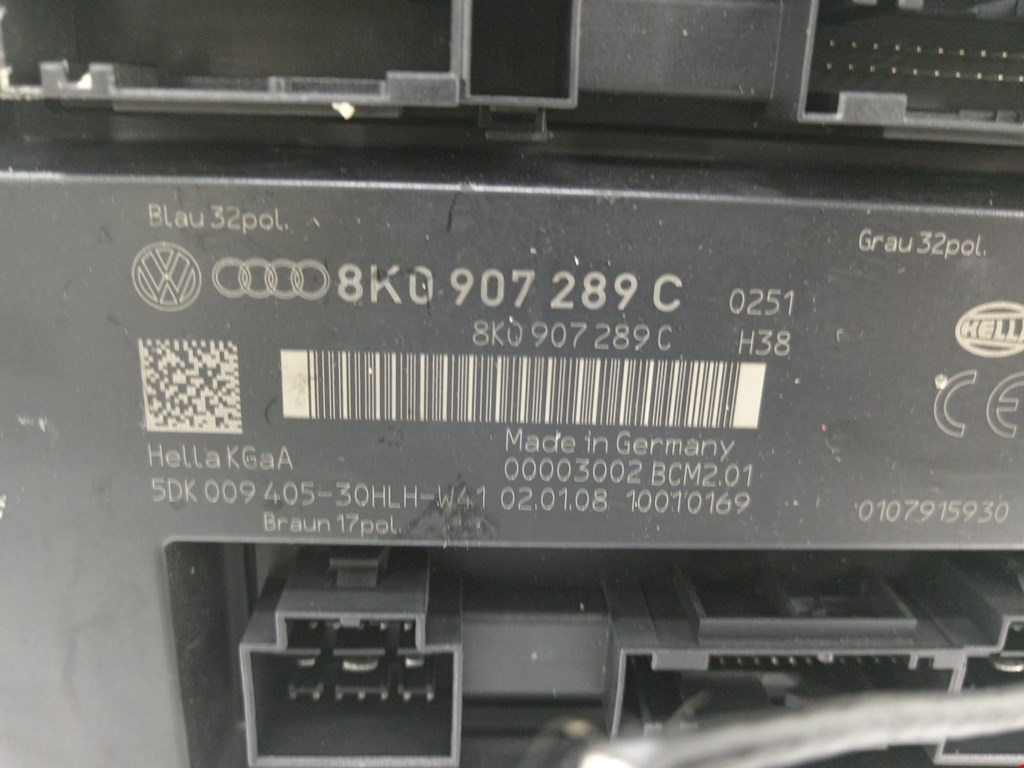 Blau 32pol.
Grau 32pol.
8K0 907 289 C 0251
8K0 907 289 C H38
HELLA
CE
Made in Germany
Hella KGaA
00003002 BCM2.01
5DK 009 405-30HLH-W41 02.01.08 10010169
0107915930
Braun 17pol.